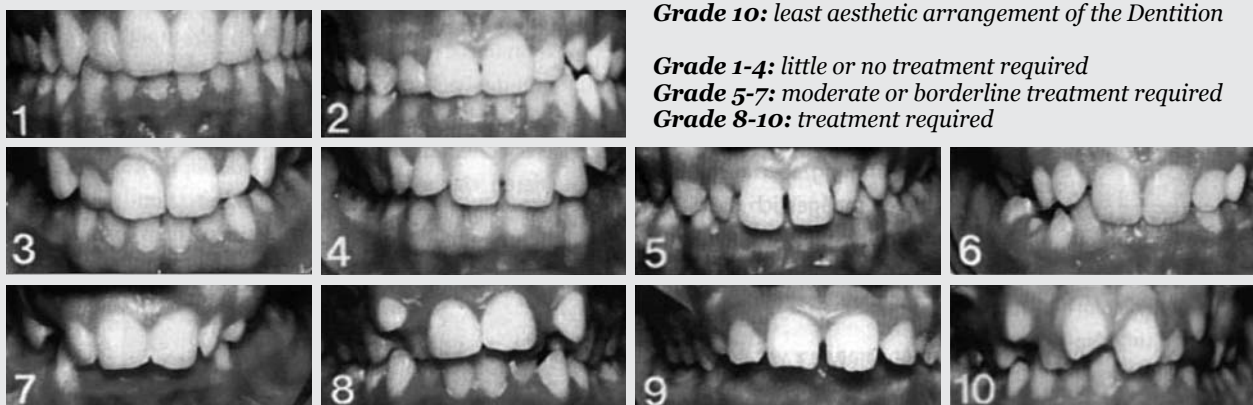 Grade 10: least aesthetic arrangement of the Dentition
Grade 1-4: little or no treatment required
Grade 5-7: moderate or borderline treatment required
Grade 8-10: treatment required
1
2
3
4
5
6
7
8
9
10